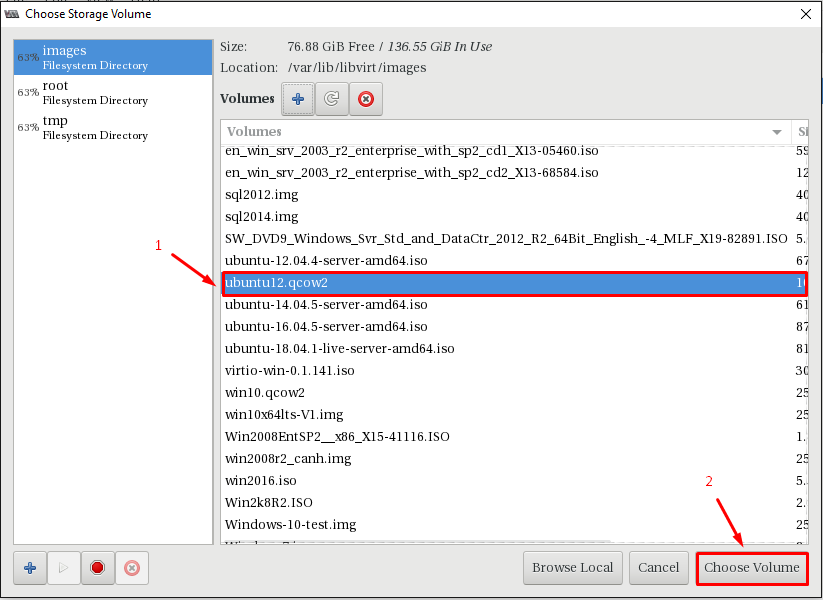 Choose Storage Volume
63% images
Filesystem Directory
63% root
Filesystem Directory
63% tmp
Filesystem Directory
Size: 76.88 GiB Free / 136.55 GiB In Use
Location: /var/lib/libvirt/images
Volumes
Volumes
en_win_srv_2003_r2_enterprise_with_sp2_cd1_X13-05460.iso 59
en_win_srv_2003_r2_enterprise_with_sp2_cd2_X13-68584.iso 12
sql2012.img 40
sql2014.img 40
SW_DVD9_Windows_Svr_Std_and_DataCtr_2012_R2_64Bit_English_-4_MLF_X19-82891.ISO 5.
1
ubuntu-12.04.4-server-amd64.iso 67
ubuntu12.qcow2 10
ubuntu-14.04.5-server-amd64.iso 61
ubuntu-16.04.5-server-amd64.iso 87
ubuntu-18.04.1-live-server-amd64.iso 81
virtio-win-0.1.141.iso 30
win10.qcow2 25
win10x64lts-V1.img 25
Win2008EntSP2__x86_X15-41116.ISO 1.
win2008r2_canh.img 25
win2016.iso 5.
Win2k8R2.ISO 2.
Windows-10-test.img 25
2
Browse Local
Cancel
Choose Volume